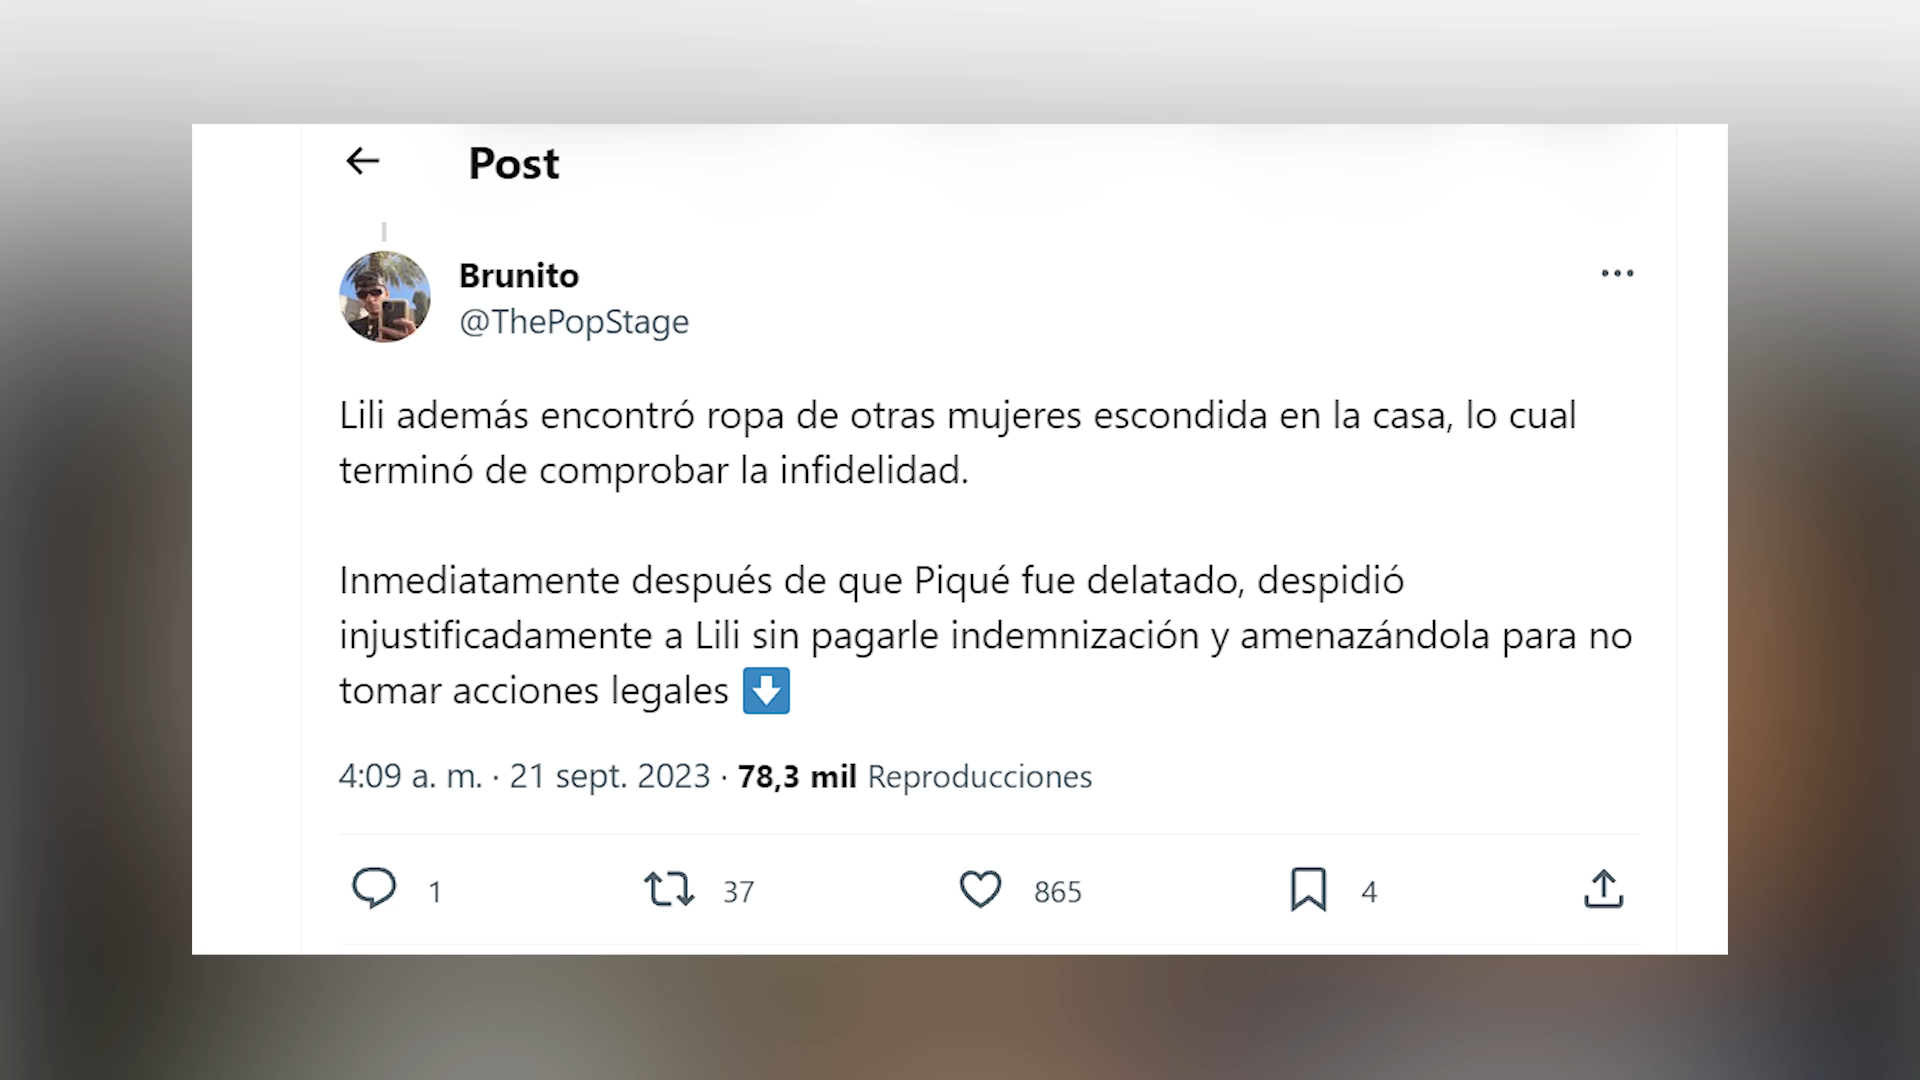 Post
Brunito
@ThePopStage
Lili además encontró ropa de otras mujeres escondida en la casa, lo cual
terminó de comprobar la infidelidad.
Inmediatamente después de que Piqué fue delatado, despidió
injustificadamente a Lili sin pagarle indemnización y amenazándola para no
tomar acciones legales ⬇️
4:09 a. m. · 21 sept. 2023 · 78,3 mil Reproducciones
1 37 865 4